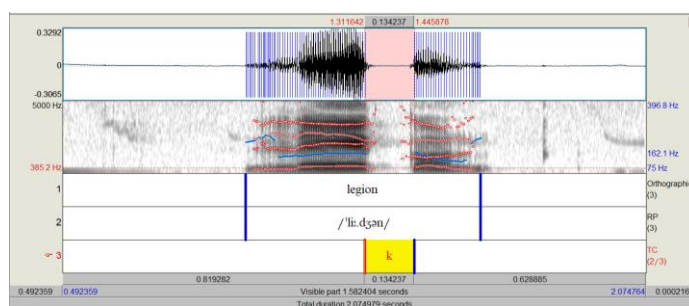 1.311642 0.134237 1.445878
0.3292
0
-0.3065
5000 Hz 396.8 Hz
162.1 Hz
385.2 Hz 75 Hz
1 legion Orthographic (3)
2 /ˈliː.dʒən/ RP (3)
3 k TC (2/3)
0.819282 0.134237 0.628885
0.492359 0.492359 Visible part 1.582404 seconds 2.074764 0.000216
Total duration 2.074979 seconds